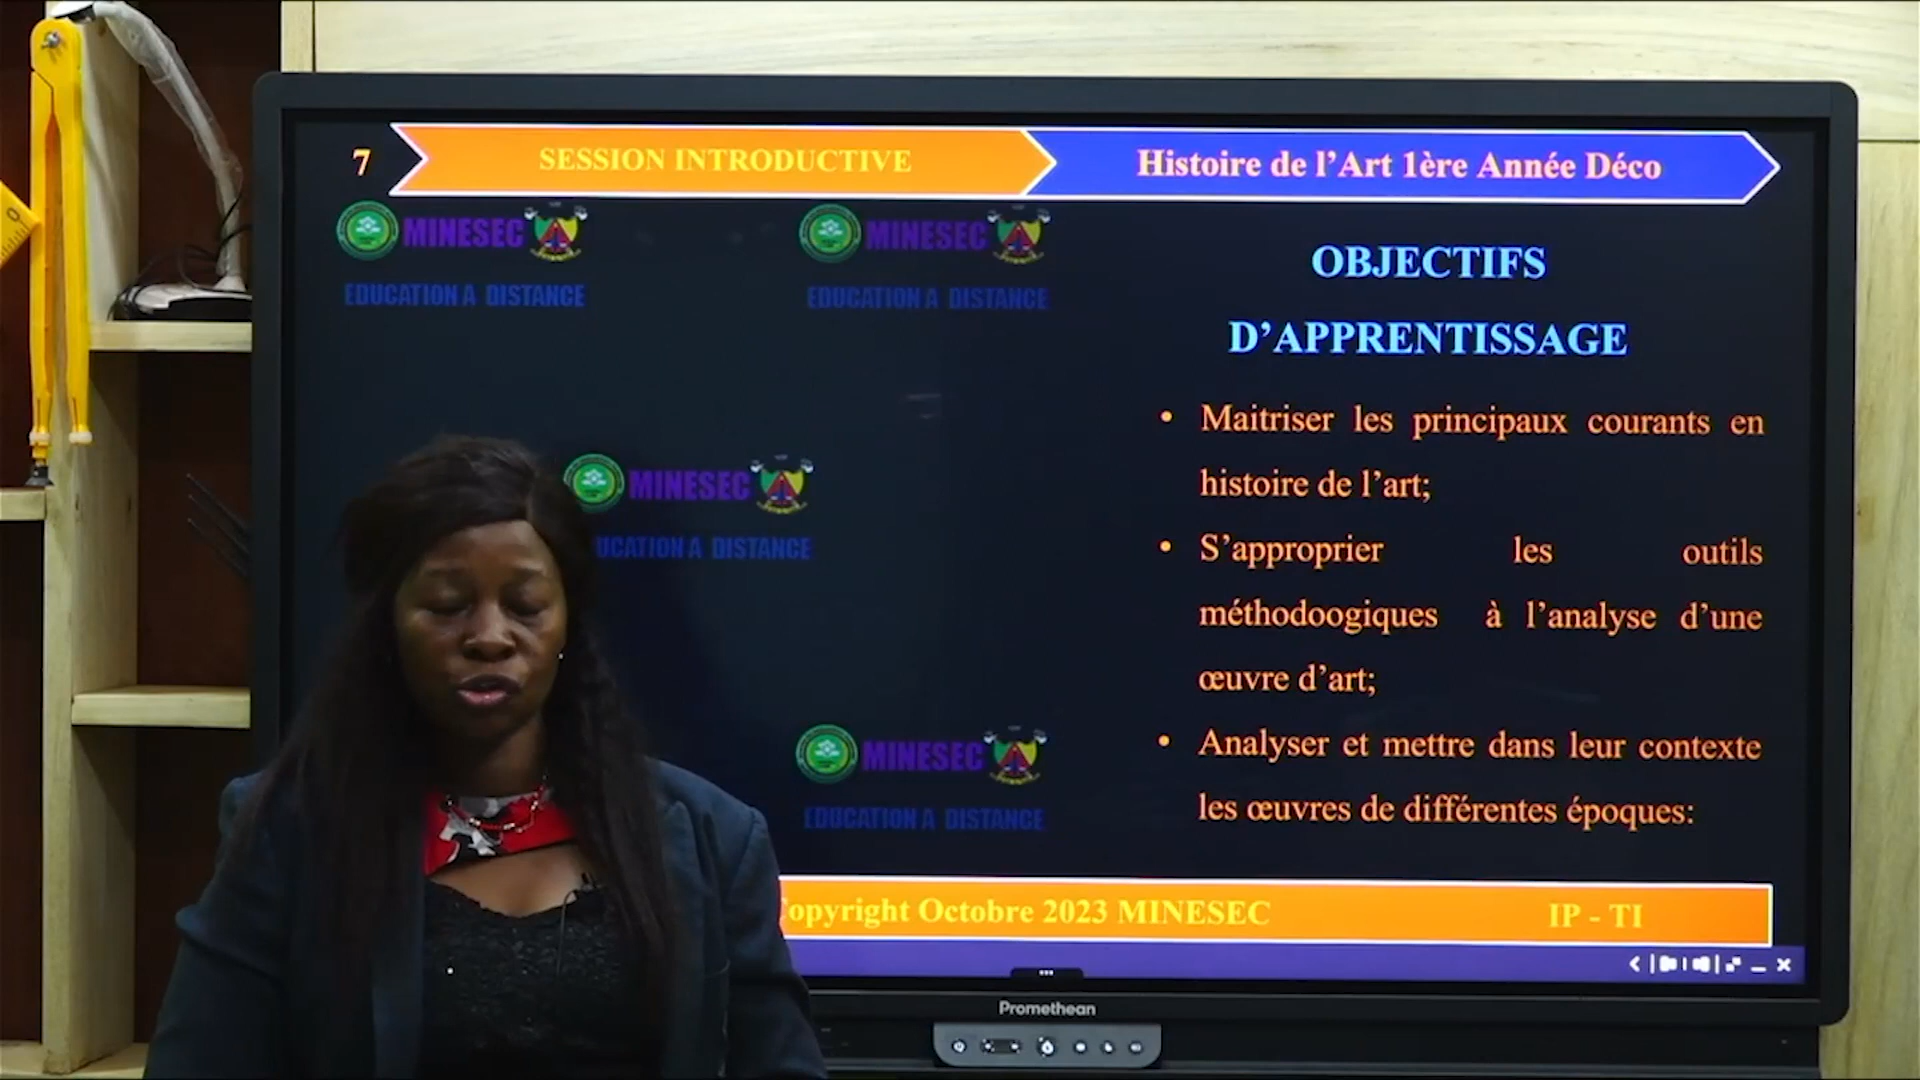 7
SESSION INTRODUCTIVE
Histoire de l’Art 1ère Année Déco
MINESEC
EDUCATION A DISTANCE
MINESEC
EDUCATION A DISTANCE
OBJECTIFS
D’APPRENTISSAGE
• Maitriser les principaux courants en
histoire de l’art;
• S’approprier les outils
méthodoogiques à l’analyse d’une
œuvre d’art;
• Analyser et mettre dans leur contexte
les œuvres de différentes époques:
MINESEC
UCATION A DISTANCE
MINESEC
EDUCATION A DISTANCE
opyright Octobre 2023 MINESEC
IP - TI
Promethean
0